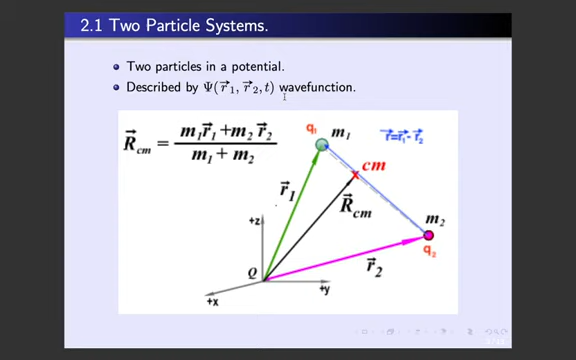 2.1 Two Particle Systems.
Two particles in a potential.
Described by Ψ(r⃗1, r⃗2, t) wavefunction.
R⃗cm = (m1r⃗1+m2r⃗2)/(m1+m2)
q1 m1 r⃗=r⃗1-r⃗2
cm
r⃗1
R⃗cm
m2
+z
q2
Q r⃗2
+y
+x